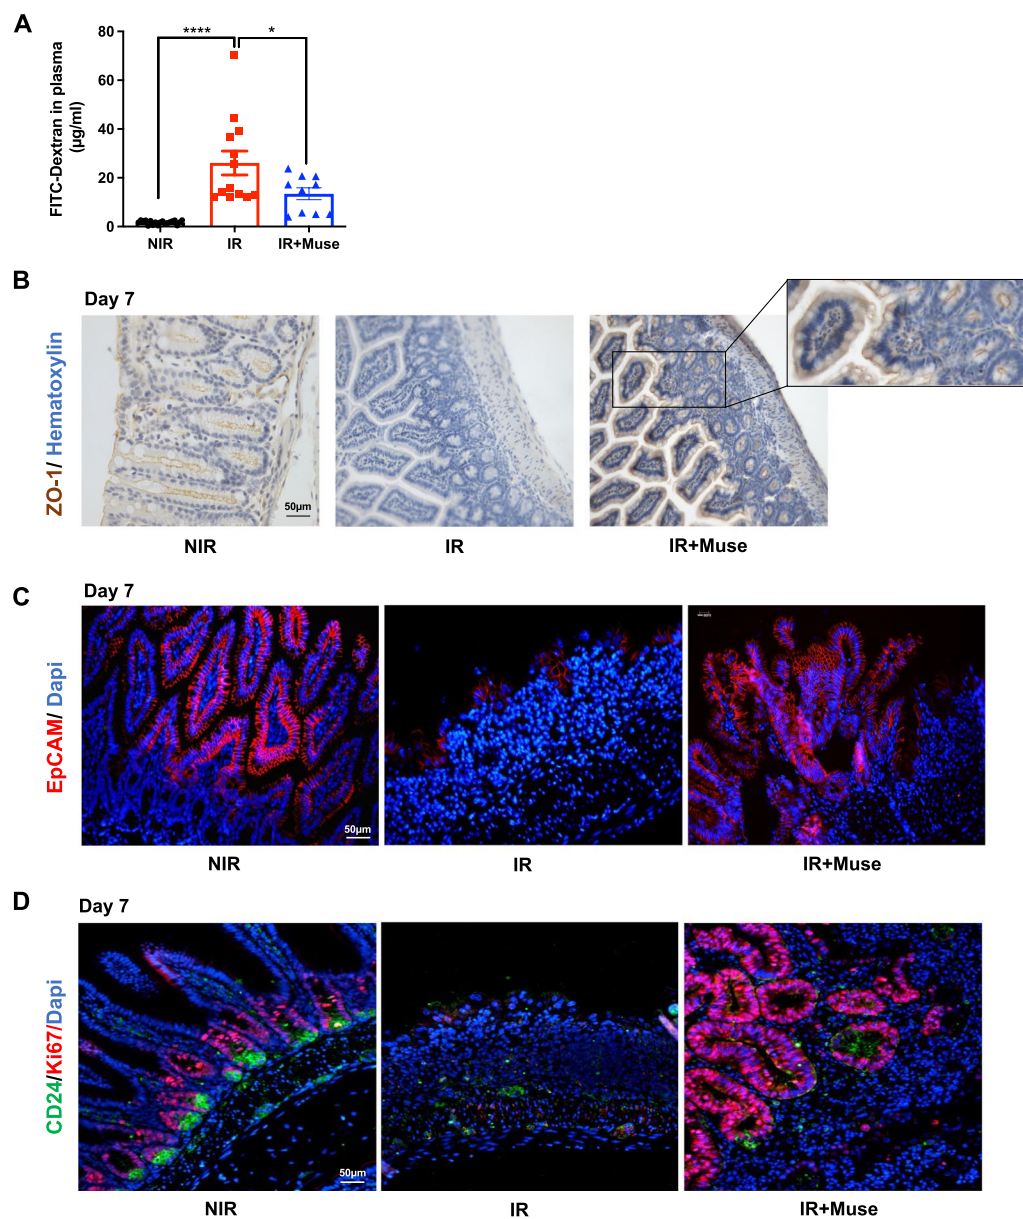 A
FITC-Dextran in plasma
(µg/ml)
80
60
40
20
0
****
*
NIR
IR
IR+Muse
B
Day 7
ZO-1/ Hematoxylin
50µm
NIR
IR
IR+Muse
C
Day 7
EpCAM/ Dapi
50µm
NIR
IR
IR+Muse
D
Day 7
CD24/Ki67/Dapi
50µm
NIR
IR
IR+Muse